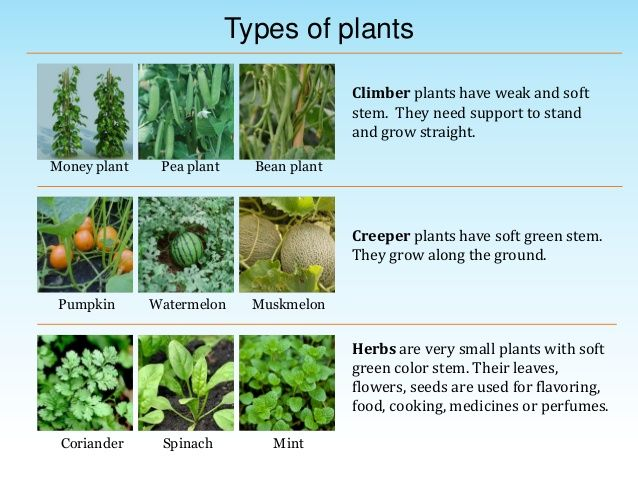 Types of plants
Climber plants have weak and soft
stem. They need support to stand
and grow straight.
Money plant Pea plant Bean plant
Creeper plants have soft green stem.
They grow along the ground.
Pumpkin Watermelon Muskmelon
Herbs are very small plants with soft
green color stem. Their leaves,
flowers, seeds are used for flavoring,
food, cooking, medicines or perfumes.
Coriander Spinach Mint